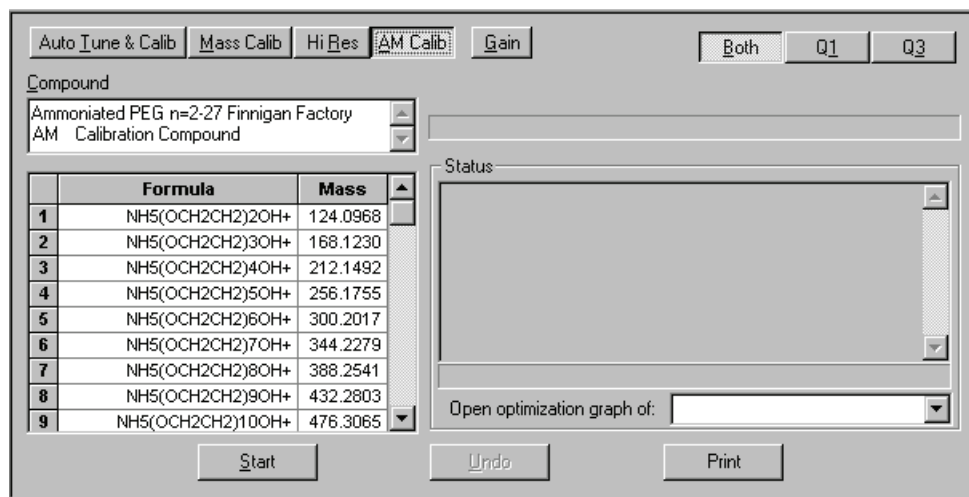 Auto Tune & Calib Mass Calib Hi Res AM Calib Gain Both Q1 Q3
Compound
Ammoniated PEG n=2-27 Finnigan Factory
AM Calibration Compound
Status
Formula Mass
1 NH5(OCH2CH2)2OH+ 124.0968
2 NH5(OCH2CH2)3OH+ 168.1230
3 NH5(OCH2CH2)4OH+ 212.1492
4 NH5(OCH2CH2)5OH+ 256.1755
5 NH5(OCH2CH2)6OH+ 300.2017
6 NH5(OCH2CH2)7OH+ 344.2279
7 NH5(OCH2CH2)8OH+ 388.2541
8 NH5(OCH2CH2)9OH+ 432.2803
9 NH5(OCH2CH2)10OH+ 476.3065
Open optimization graph of:
Start Undo Print